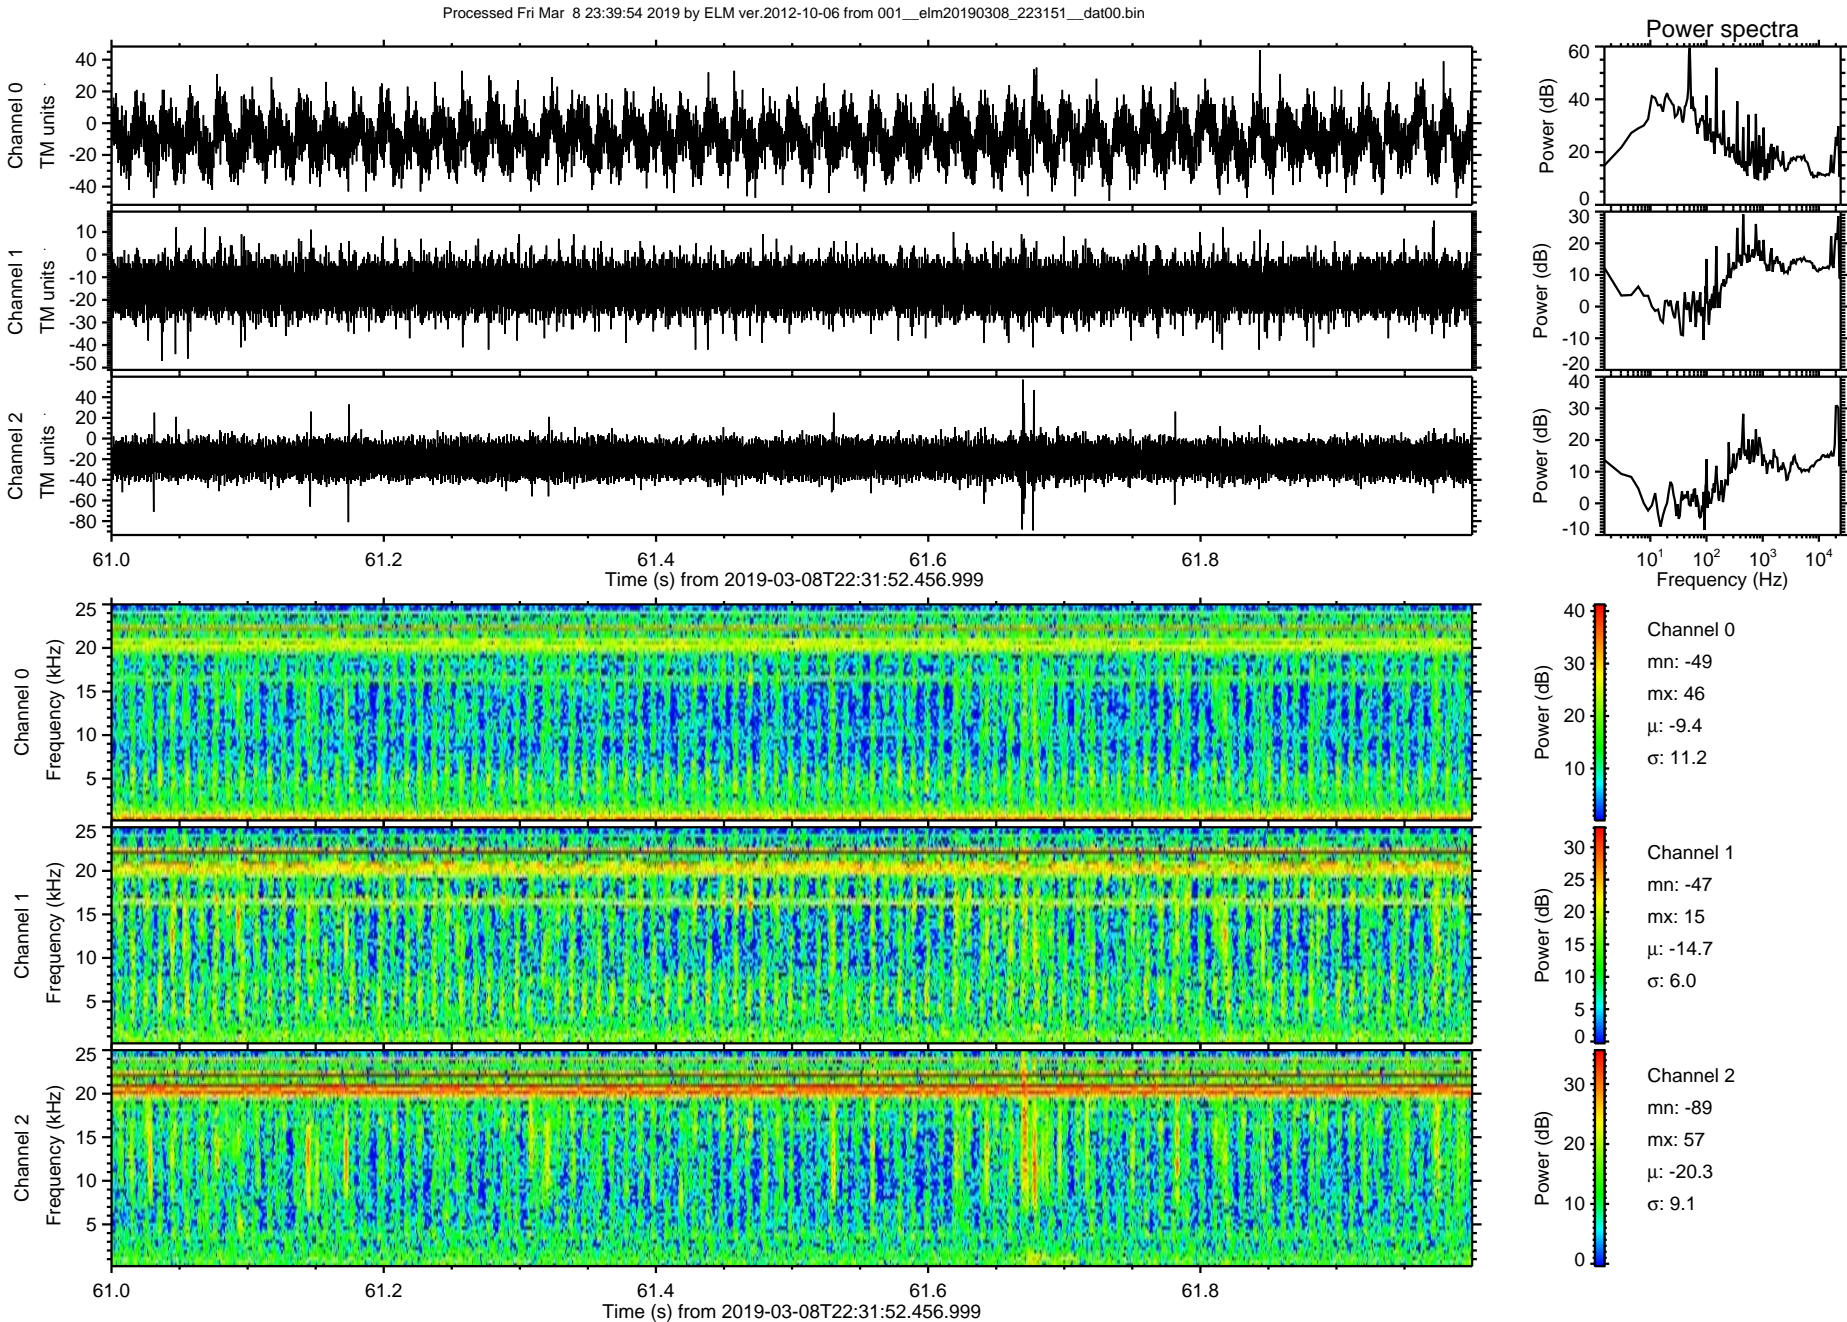 Processed Fri Mar 8 23:39:54 2019 by ELM ver.2012-10-06 from 001__elm20190308_223151__dat00.bin
Power spectra
Channel 0
TM units
40
20
0
-20
-40
Power (dB)
60
40
20
0
Channel 1
TM units
10
0
-10
-20
-30
-40
-50
Power (dB)
30
20
10
0
-10
-20
Channel 2
TM units
40
20
0
-20
-40
-60
-80
Power (dB)
40
30
20
10
0
-10
61.0 61.2 61.4 61.6 61.8
Time (s) from 2019-03-08T22:31:52.456.999
10^1 10^2 10^3 10^4
Frequency (Hz)
Channel 0
Frequency (kHz)
25
20
15
10
5
Power (dB)
40
30
20
10
Channel 0
mn: -49
mx: 46
μ: -9.4
σ: 11.2
Channel 1
Frequency (kHz)
25
20
15
10
5
Power (dB)
30
25
20
15
10
5
0
Channel 1
mn: -47
mx: 15
μ: -14.7
σ: 6.0
Channel 2
Frequency (kHz)
25
20
15
10
5
Power (dB)
30
20
10
0
Channel 2
mn: -89
mx: 57
μ: -20.3
σ: 9.1
61.0 61.2 61.4 61.6 61.8
Time (s) from 2019-03-08T22:31:52.456.999